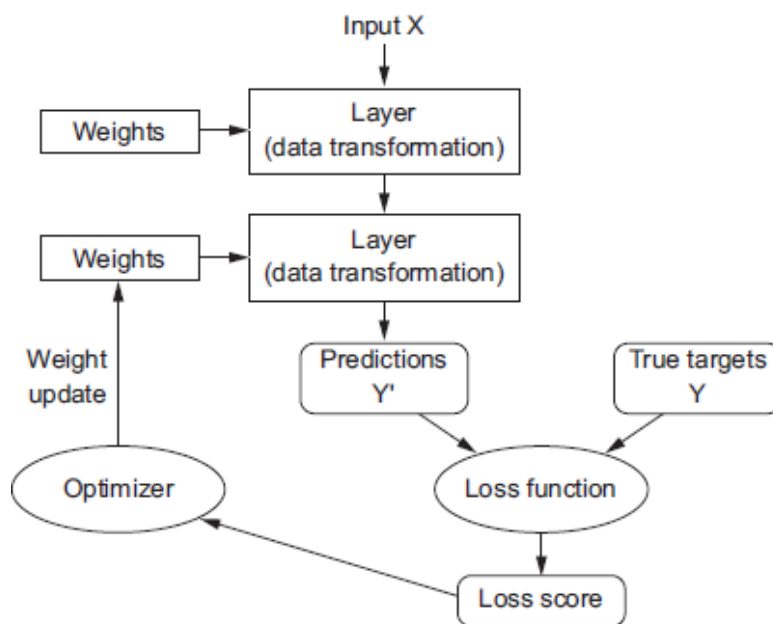 Input X
Layer
(data transformation)
Weights
Layer
(data transformation)
Weights
Predictions
Y'
True targets
Y
Weight
update
Optimizer
Loss function
Loss score